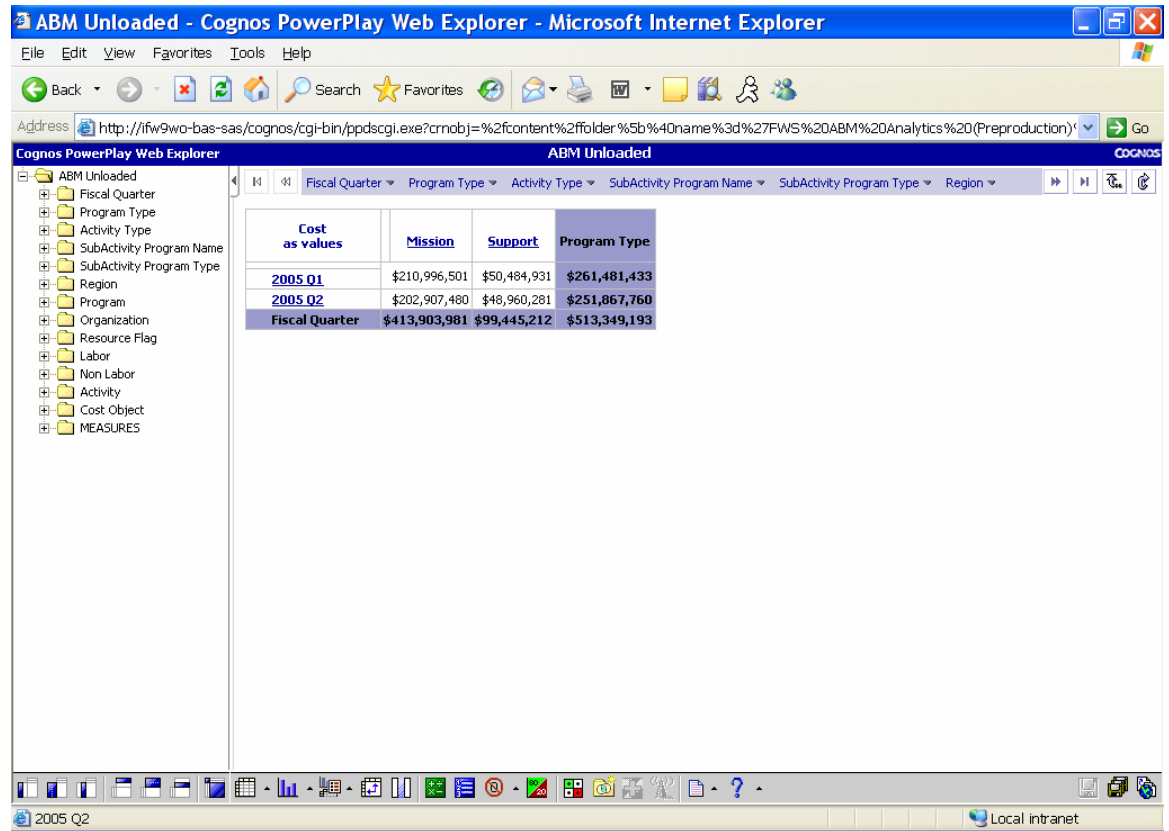 ABM Unloaded - Cognos PowerPlay Web Explorer - Microsoft Internet Explorer
File Edit View Favorites Tools Help
Back Search Favorites
Address http://ifw9wo-bas-sas/cognos/cgi-bin/ppdscgi.exe?crnobj=%2fcontent%2ffolder%5b%40name%3d%27FWS%20ABM%20Analytics%20(Preproduction)% Go
Cognos PowerPlay Web Explorer ABM Unloaded COGNOS
ABM Unloaded
Fiscal Quarter
Program Type
Activity Type
SubActivity Program Name
SubActivity Program Type
Region
Program
Organization
Resource Flag
Labor
Non Labor
Activity
Cost Object
MEASURES
Fiscal Quarter Program Type Activity Type SubActivity Program Name SubActivity Program Type Region
Cost as values Mission Support Program Type
2005 Q1 $210,996,501 $50,484,931 $261,481,433
2005 Q2 $202,907,480 $48,960,281 $251,867,760
Fiscal Quarter $413,903,981 $99,445,212 $513,349,193
2005 Q2 Local intranet